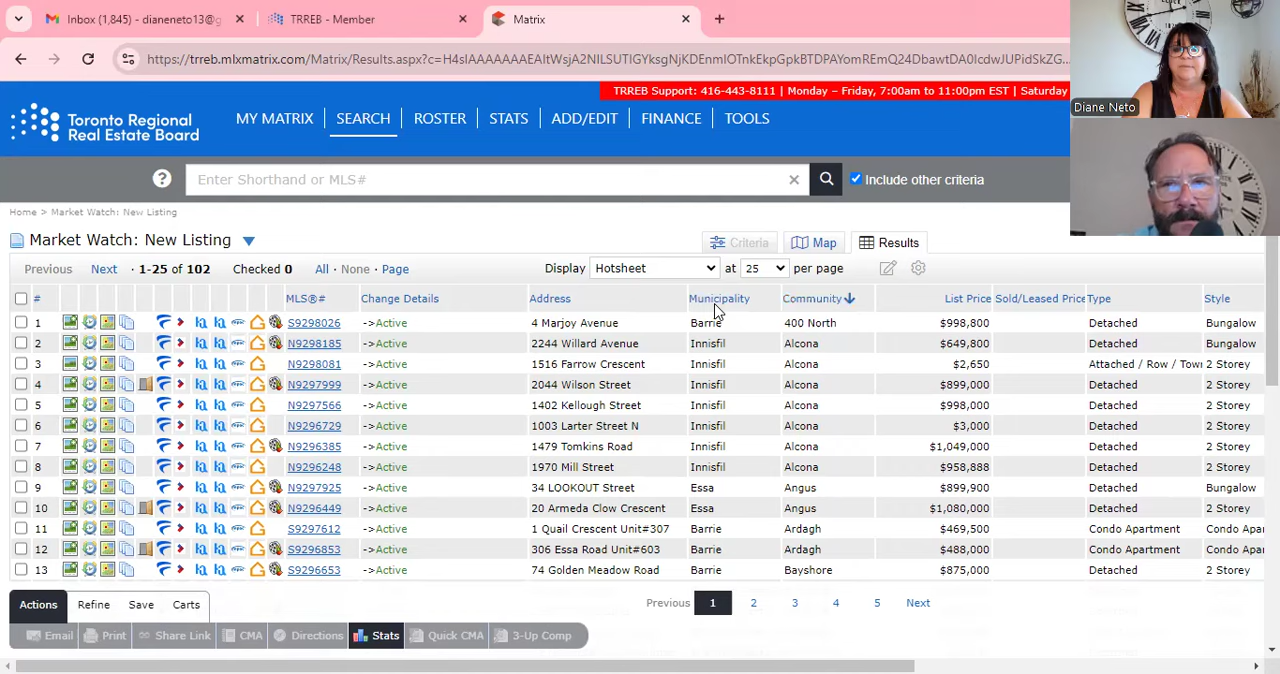 Inbox (1,845) - dianeneto13@g
TRREB - Member
Matrix
https://trreb.mlxmatrix.com/Matrix/Results.aspx?c=
TRREB Support: 416-443-8111 | Monday – Friday, 7:00am to 11:00pm EST | Saturday
Toronto Regional
Real Estate Board
MY MATRIX SEARCH ROSTER STATS ADD/EDIT FINANCE TOOLS
Diane Neto
Enter Shorthand or MLS#
Include other criteria
Home > Market Watch: New Listing
Market Watch: New Listing
Criteria Map Results
Previous Next · 1-25 of 102 Checked 0 All · None · Page Display Hotsheet at 25 per page
# MLS®# Change Details Address Municipality Community List Price Sold/Leased Price Type Style
1 S9298026 ->Active 4 Marjoy Avenue Barrie 400 North $998,800 Detached Bungalow
2 N9298185 ->Active 2244 Willard Avenue Innisfil Alcona $649,800 Detached Bungalow
3 N9298081 ->Active 1516 Farrow Crescent Innisfil Alcona $2,650 Attached / Row / Town 2 Storey
4 N9297999 ->Active 2044 Wilson Street Innisfil Alcona $899,000 Detached 2 Storey
5 N9297566 ->Active 1402 Kellough Street Innisfil Alcona $998,000 Detached 2 Storey
6 N9296729 ->Active 1003 Larter Street N Innisfil Alcona $3,000 Detached 2 Storey
7 N9296385 ->Active 1479 Tomkins Road Innisfil Alcona $1,049,000 Detached 2 Storey
8 N9296248 ->Active 1970 Mill Street Innisfil Alcona $958,888 Detached 2 Storey
9 N9297925 ->Active 34 LOOKOUT Street Essa Angus $899,900 Detached Bungalow
10 N9296449 ->Active 20 Armeda Clow Crescent Essa Angus $1,080,000 Detached 2 Storey
11 S9297612 ->Active 1 Quail Crescent Unit#307 Barrie Ardagh $469,500 Condo Apartment Condo Apa
12 S9296853 ->Active 306 Essa Road Unit#603 Barrie Ardagh $488,000 Condo Apartment Condo Apa
13 S9296653 ->Active 74 Golden Meadow Road Barrie Bayshore $875,000 Detached 2 Storey
Actions Refine Save Carts
Previous 1 2 3 4 5 Next
Email Print Share Link CMA Directions Stats Quick CMA 3-Up Comp